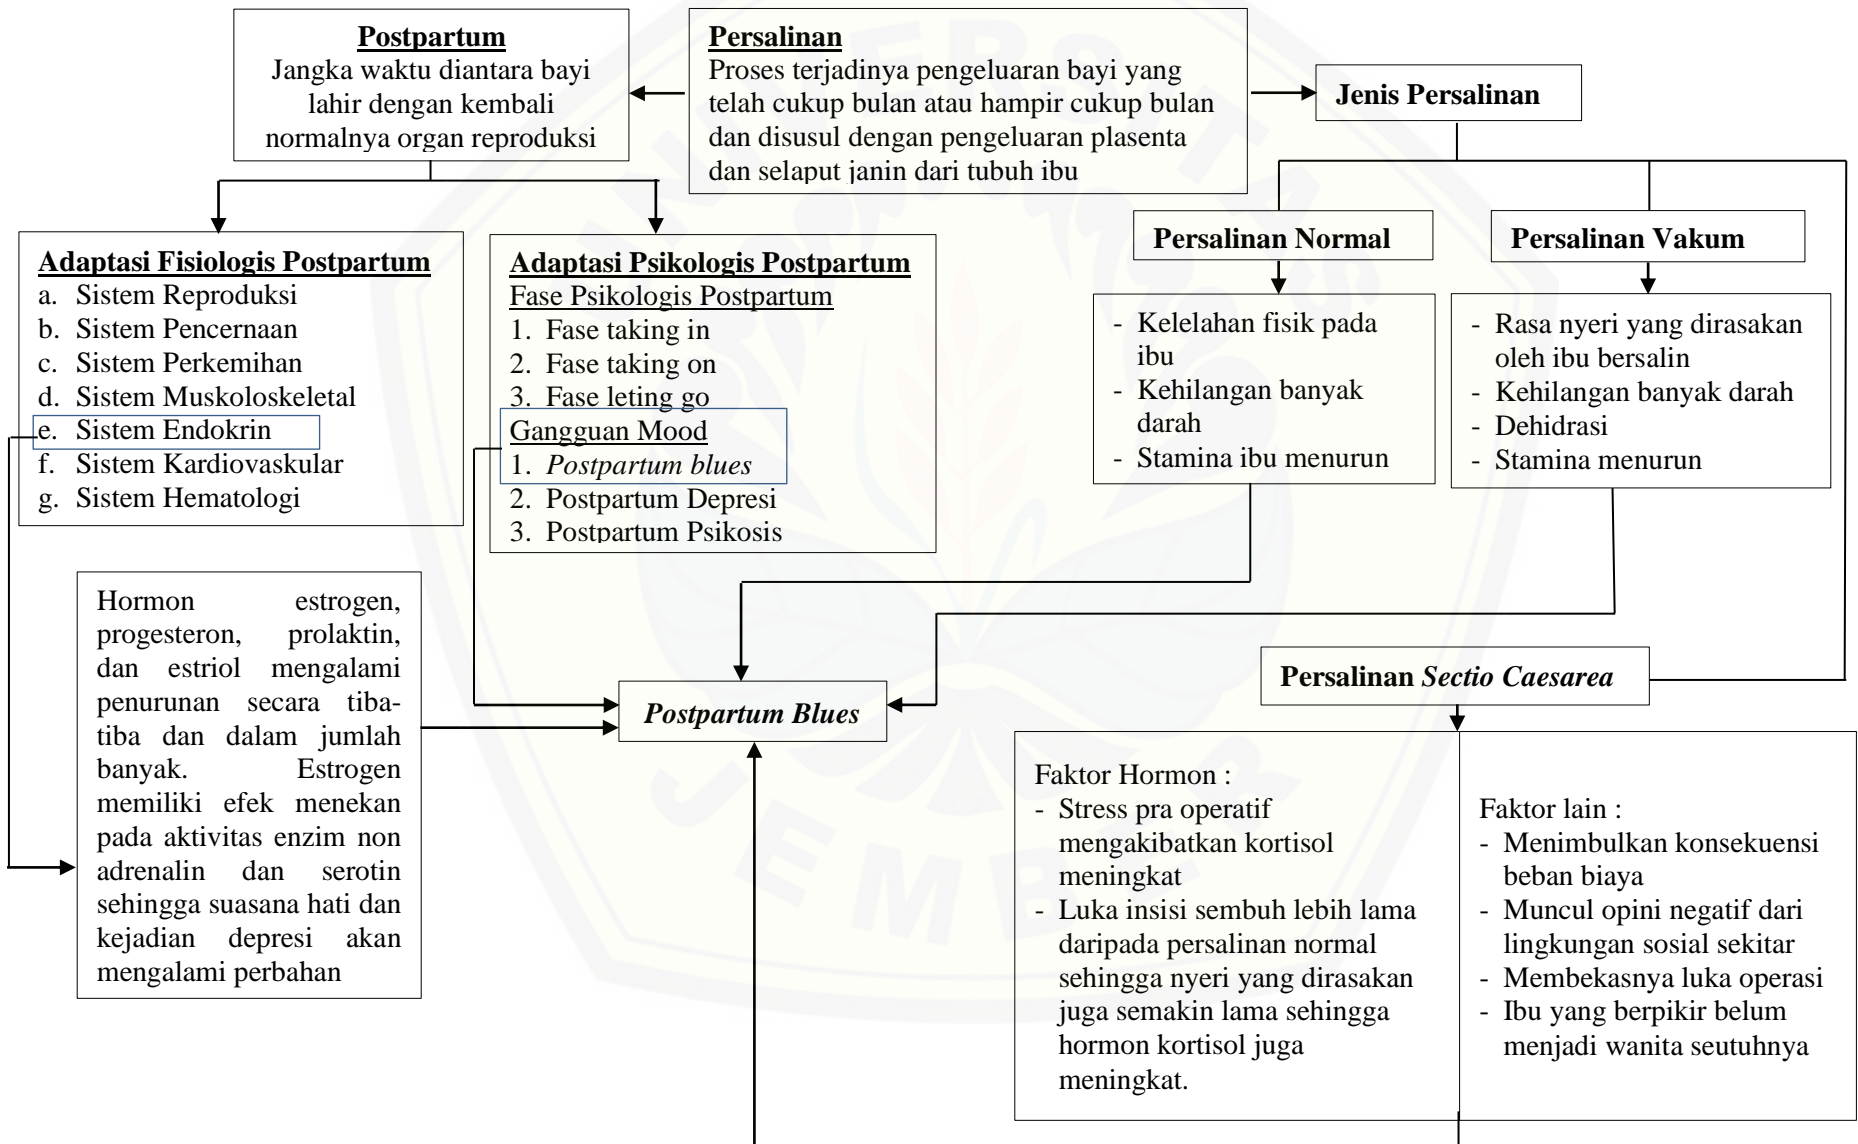 Postpartum
Jangka waktu diantara bayi
lahir dengan kembali
normalnya organ reproduksi
Persalinan
Proses terjadinya pengeluaran bayi yang
telah cukup bulan atau hampir cukup bulan
dan disusul dengan pengeluaran plasenta
dan selaput janin dari tubuh ibu
Jenis Persalinan
Adaptasi Fisiologis Postpartum
a. Sistem Reproduksi
b. Sistem Pencernaan
c. Sistem Perkemihan
d. Sistem Muskoloskeletal
e. Sistem Endokrin
f. Sistem Kardiovaskular
g. Sistem Hematologi
Adaptasi Psikologis Postpartum
Fase Psikologis Postpartum
1. Fase taking in
2. Fase taking on
3. Fase leting go
Gangguan Mood
1. Postpartum blues
2. Postpartum Depresi
3. Postpartum Psikosis
Persalinan Normal
- Kelelahan fisik pada
ibu
- Kehilangan banyak
darah
- Stamina ibu menurun
Persalinan Vakum
- Rasa nyeri yang dirasakan
oleh ibu bersalin
- Kehilangan banyak darah
- Dehidrasi
- Stamina menurun
Hormon estrogen,
progesteron, prolaktin,
dan estriol mengalami
penurunan secara tiba-
tiba dan dalam jumlah
banyak. Estrogen
memiliki efek menekan
pada aktivitas enzim non
adrenalin dan serotin
sehingga suasana hati dan
kejadian depresi akan
mengalami perbahan
Postpartum Blues
Persalinan Sectio Caesarea
Faktor Hormon :
- Stress pra operatif
mengakibatkan kortisol
meningkat
- Luka insisi sembuh lebih lama
daripada persalinan normal
sehingga nyeri yang dirasakan
juga semakin lama sehingga
hormon kortisol juga
meningkat.
Faktor lain :
- Menimbulkan konsekuensi
beban biaya
- Muncul opini negatif dari
lingkungan sosial sekitar
- Membekasnya luka operasi
- Ibu yang berpikir belum
menjadi wanita seutuhnya
UNIVERSITAS
JEMBER